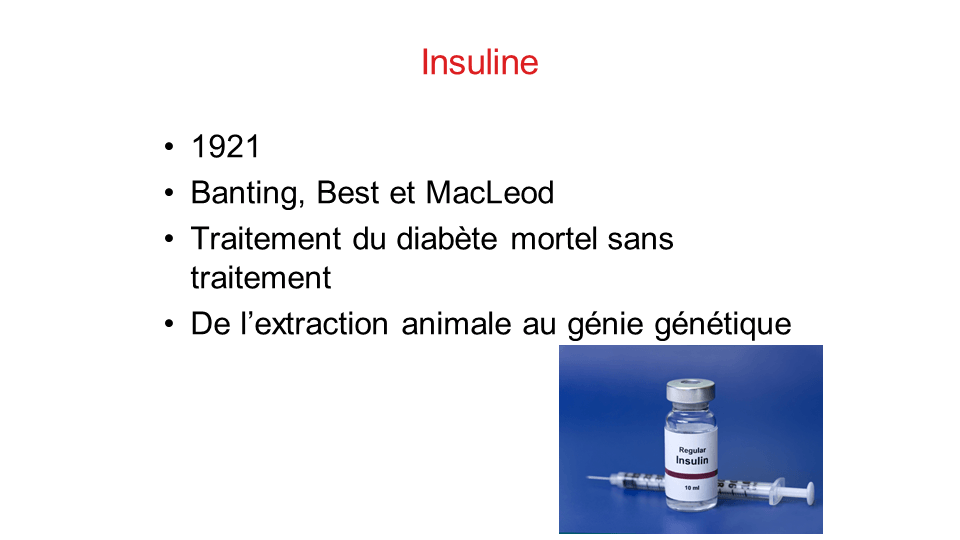 Insuline
• 1921
• Banting, Best et MacLeod
• Traitement du diabète mortel sans
traitement
• De l’extraction animale au génie génétique
Regular
Insulin
10 ml